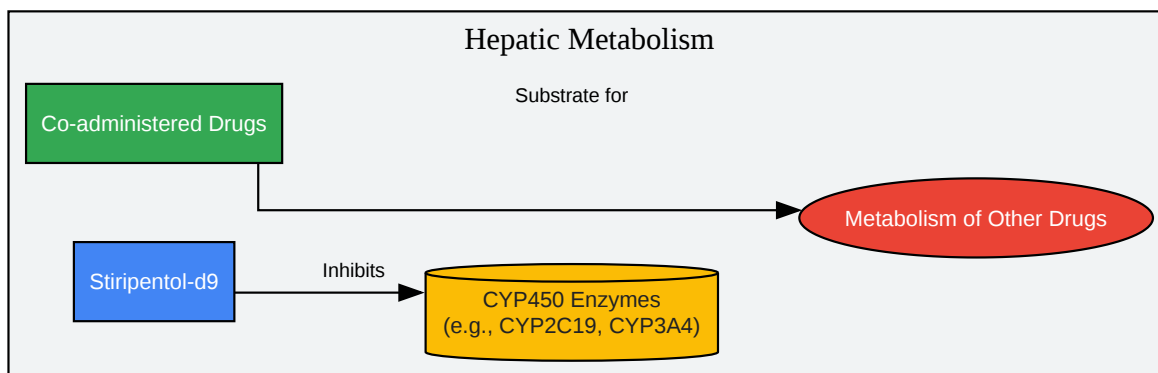 Hepatic Metabolism
Substrate for
Co-administered Drugs
Metabolism of Other Drugs
Stiripentol-d9
Inhibits
CYP450 Enzymes
(e.g., CYP2C19, CYP3A4)